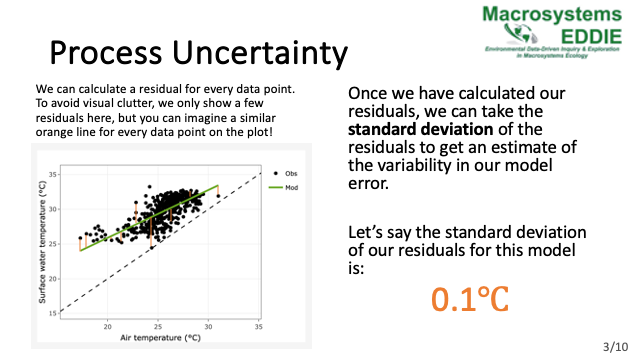 Macrosystems
EDDIE
Environmental Data-Driven Inquiry & Exploration
in Macrosystems Ecology
Process Uncertainty
We can calculate a residual for every data point.
To avoid visual clutter, we only show a few
residuals here, but you can imagine a similar
orange line for every data point on the plot!
Once we have calculated our
residuals, we can take the
standard deviation of the
residuals to get an estimate of
the variability in our model
error.
Let's say the standard deviation
of our residuals for this model
is:
0.1°C
35
30
25
20
15
Surface water temperature (°C)
20
25
30
35
Air temperature (°C)
Obs
Mod
3/10